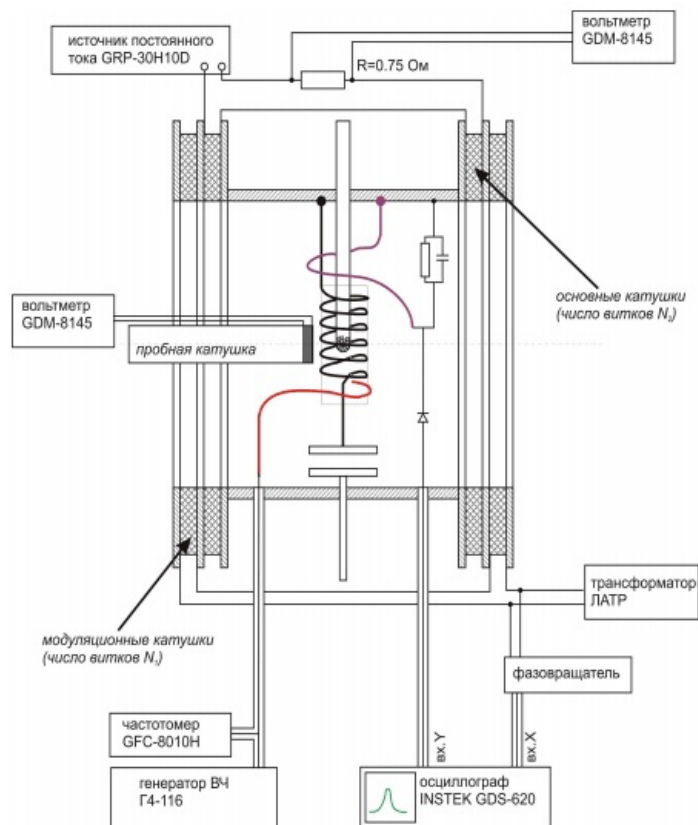 источник постоянного
тока GRP-30H10D
R=0.75 Ом
вольтметр
GDM-8145
основные катушки
(число витков N₀)
вольтметр
GDM-8145
пробная катушка
модуляционные катушки
(число витков N₁)
трансформатор
ЛАТР
фазовращатель
частотомер
GFC-8010H
генератор ВЧ
Г4-116
вх.Y
вх.X
осциллограф
INSTEK GDS-620